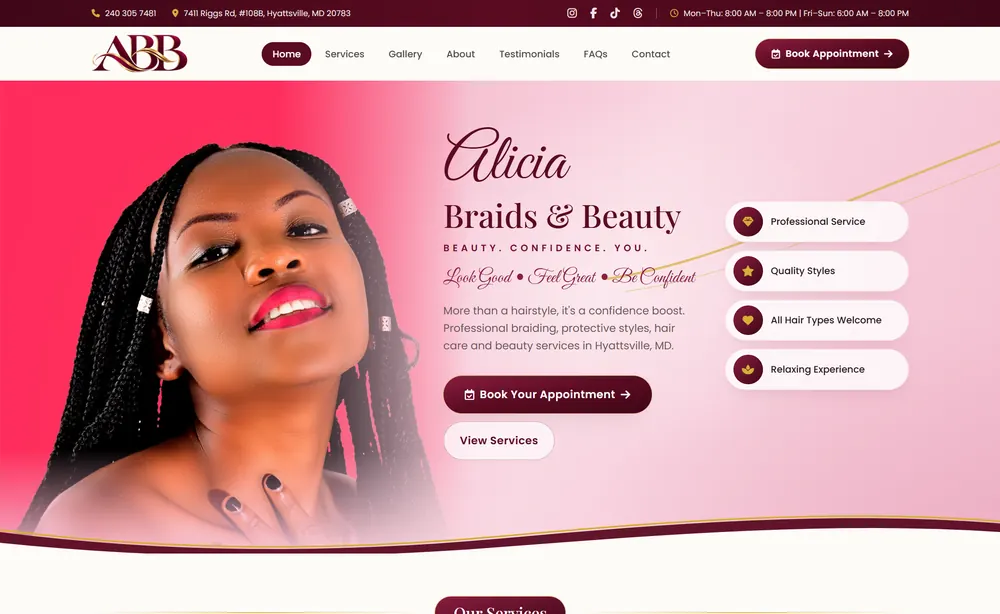 240 305 7481
7411 Riggs Rd, #108B, Hyattsville, MD 20783
Mon–Thu: 8:00 AM – 8:00 PM | Fri–Sun: 6:00 AM – 8:00 PM
ABB
Home
Services
Gallery
About
Testimonials
FAQs
Contact
Book Appointment →
Alicia
Braids & Beauty
BEAUTY. CONFIDENCE. YOU.
Look Good • Feel Great • Be Confident
More than a hairstyle, it's a confidence boost.
Professional braiding, protective styles, hair
care and beauty services in Hyattsville, MD.
Book Your Appointment →
View Services
Professional Service
Quality Styles
All Hair Types Welcome
Relaxing Experience
Our Services